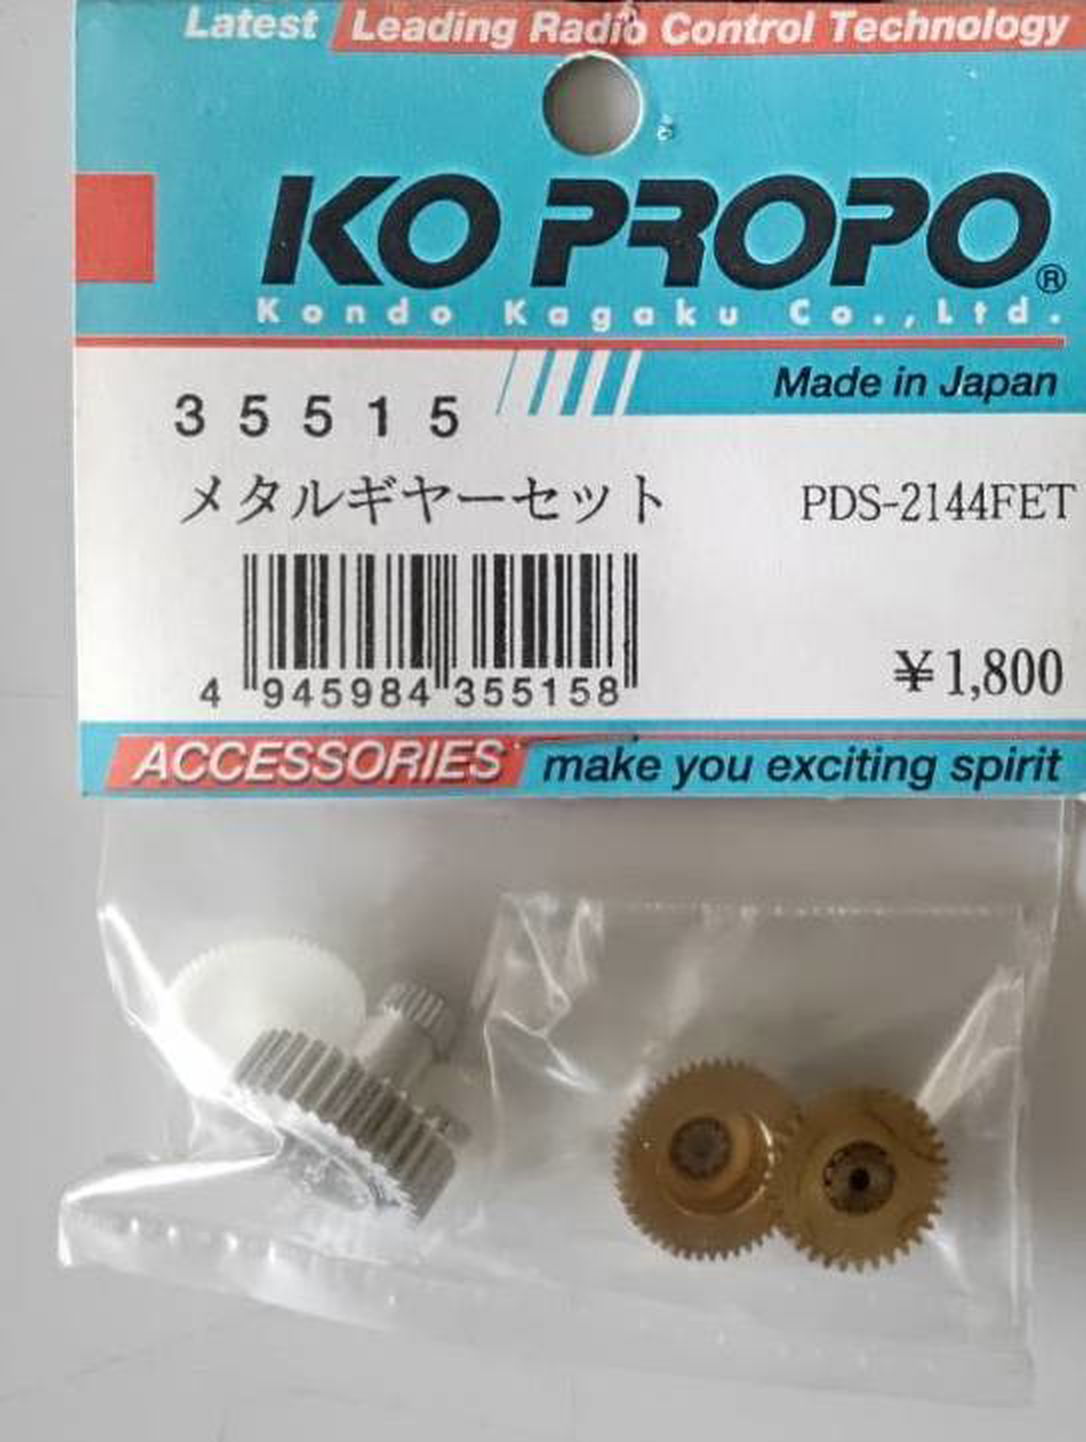 Latest Leading Radio Control Technology
KO PROPO®
Kondo Kagaku Co.,Ltd.
Made in Japan
35515
メタルギヤーセット PDS-2144FET
4 945984 355158
¥1,800
ACCESSORIES make you exciting spirit